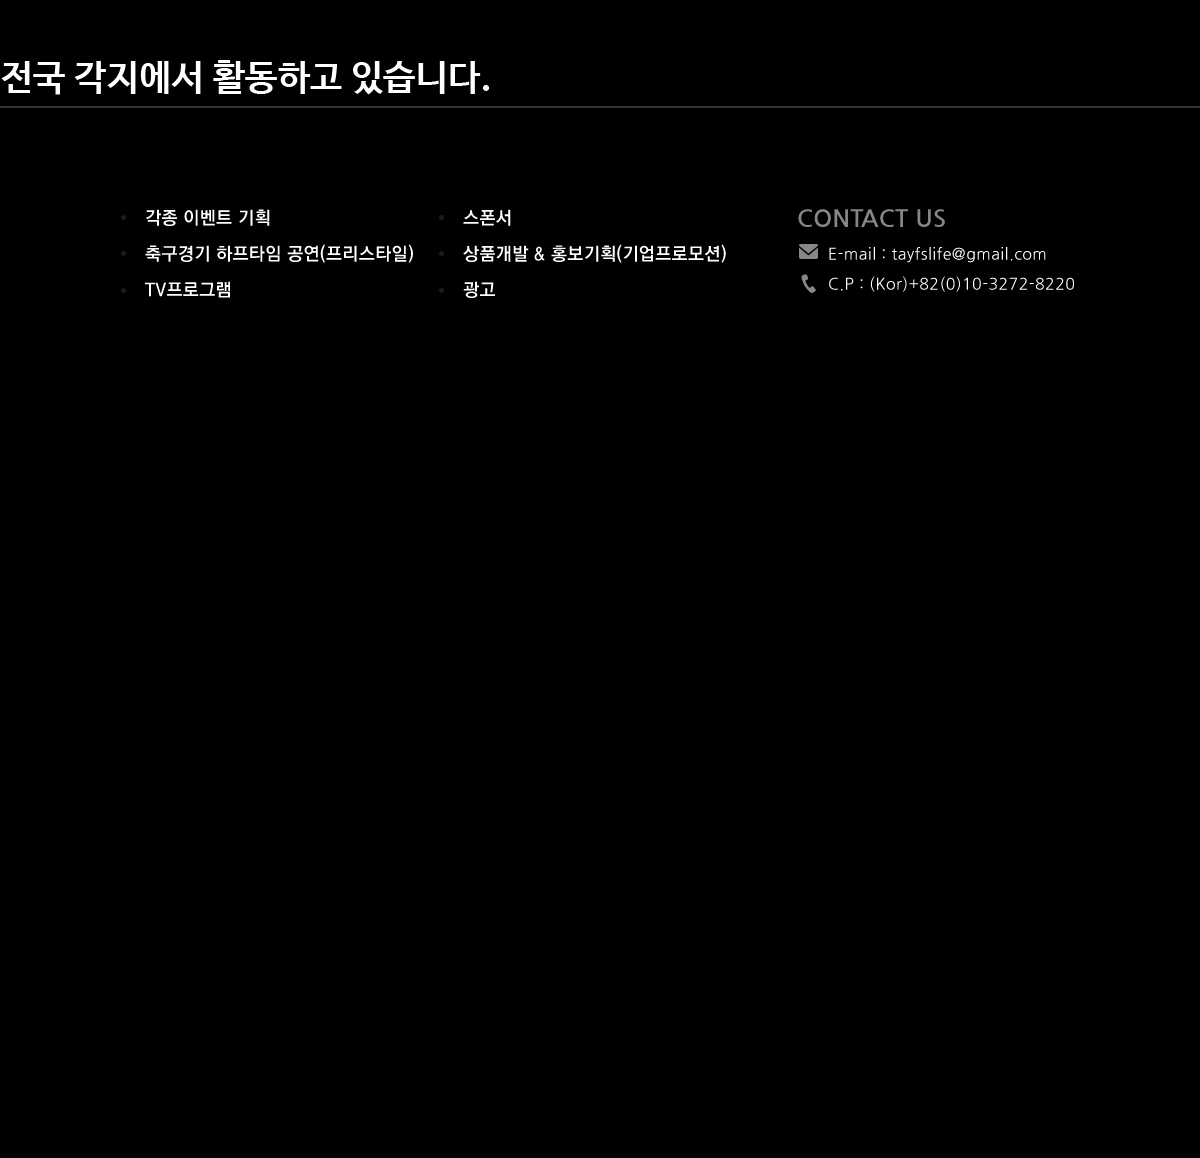 전국 각지에서 활동하고 있습니다.
각종 이벤트 기획
축구경기 하프타임 공연(프리스타일)
TV프로그램
스폰서
상품개발 & 홍보기획(기업프로모션)
광고
CONTACT US
E-mail : tayfslife@gmail.com
C.P : (Kor)+82(0)10-3272-8220